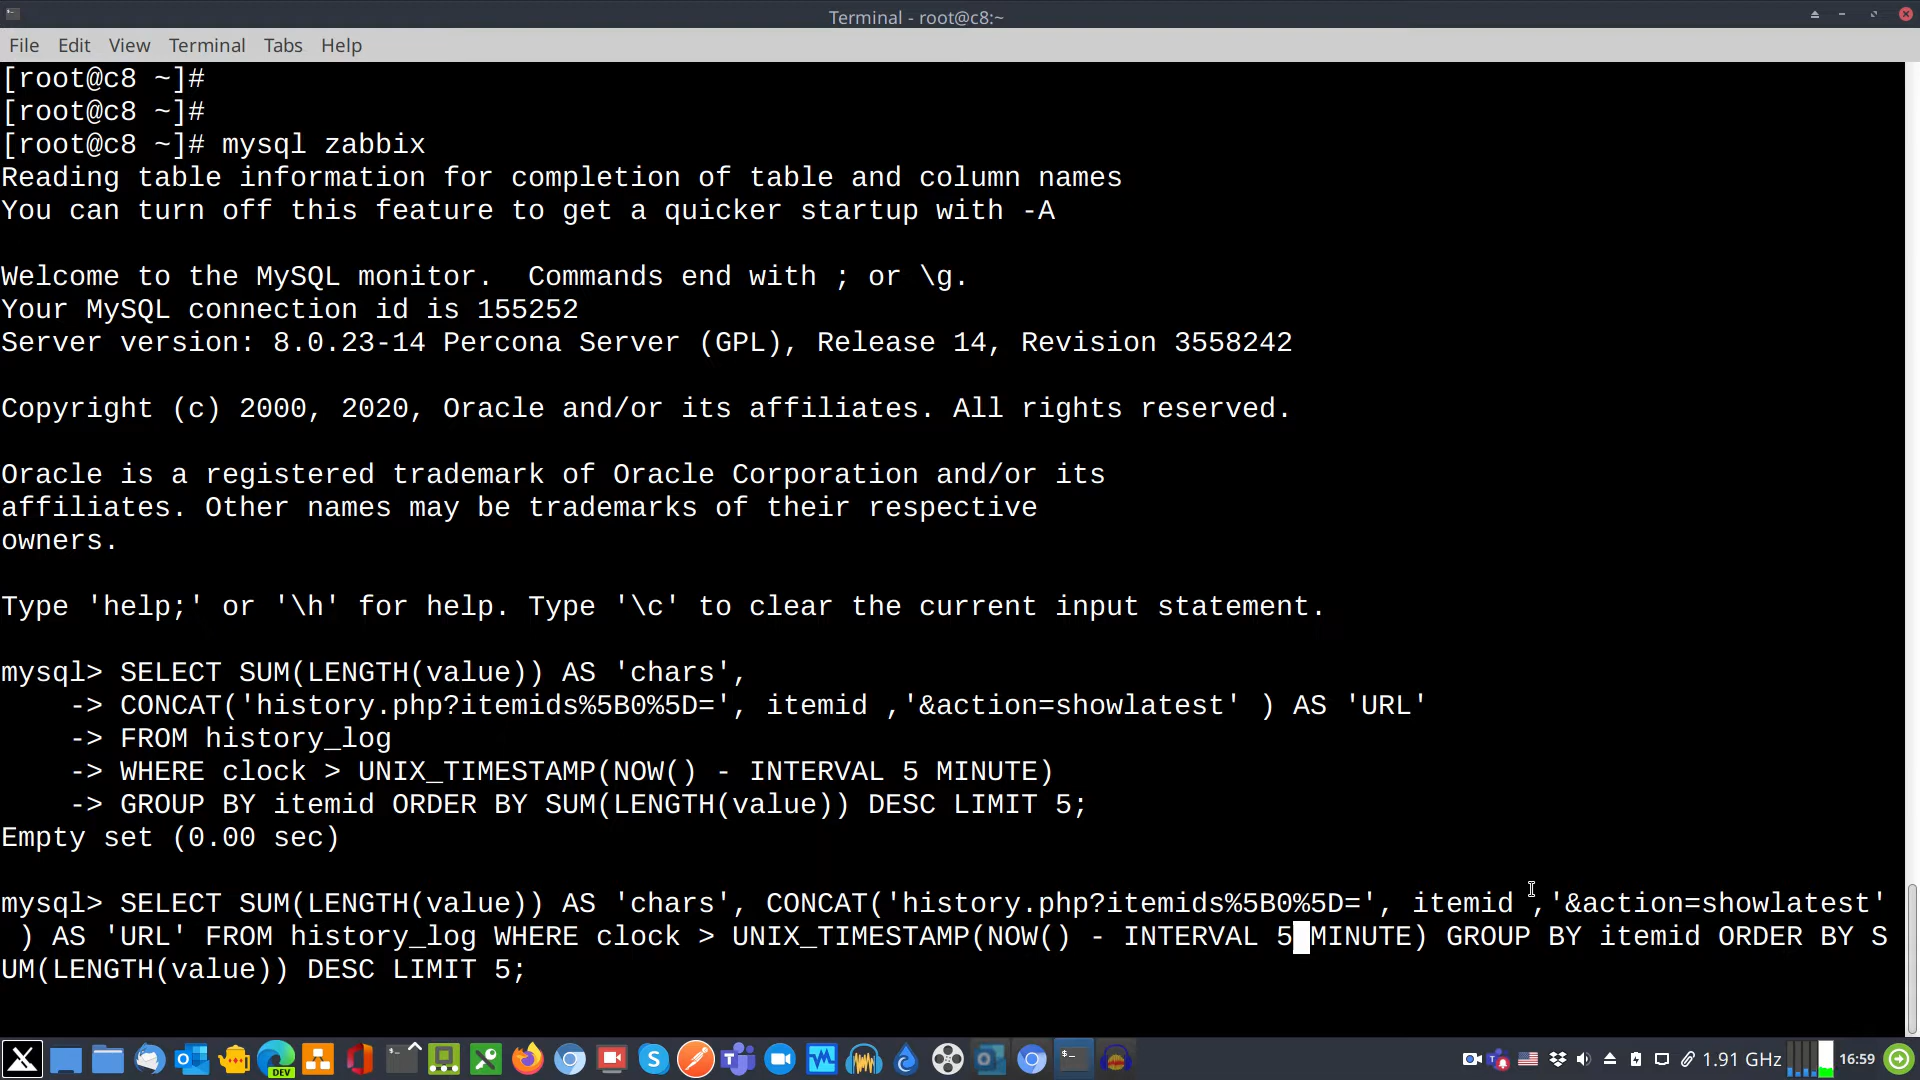 Terminal - root@c8:~
File Edit View Terminal Tabs Help
[root@c8 ~]#
[root@c8 ~]#
[root@c8 ~]# mysql zabbix
Reading table information for completion of table and column names
You can turn off this feature to get a quicker startup with -A
Welcome to the MySQL monitor.  Commands end with ; or \g.
Your MySQL connection id is 155252
Server version: 8.0.23-14 Percona Server (GPL), Release 14, Revision 3558242
Copyright (c) 2000, 2020, Oracle and/or its affiliates. All rights reserved.
Oracle is a registered trademark of Oracle Corporation and/or its
affiliates. Other names may be trademarks of their respective
owners.
Type 'help;' or '\h' for help. Type '\c' to clear the current input statement.
mysql> SELECT SUM(LENGTH(value)) AS 'chars',
    -> CONCAT('history.php?itemids%5B0%5D=', itemid ,'&action=showlatest' ) AS 'URL'
    -> FROM history_log
    -> WHERE clock > UNIX_TIMESTAMP(NOW() - INTERVAL 5 MINUTE)
    -> GROUP BY itemid ORDER BY SUM(LENGTH(value)) DESC LIMIT 5;
Empty set (0.00 sec)
mysql> SELECT SUM(LENGTH(value)) AS 'chars', CONCAT('history.php?itemids%5B0%5D=', itemid ,'&action=showlatest'
 ) AS 'URL' FROM history_log WHERE clock > UNIX_TIMESTAMP(NOW() - INTERVAL 5 MINUTE) GROUP BY itemid ORDER BY S
UM(LENGTH(value)) DESC LIMIT 5;
DEV
1.91 GHz 16:59